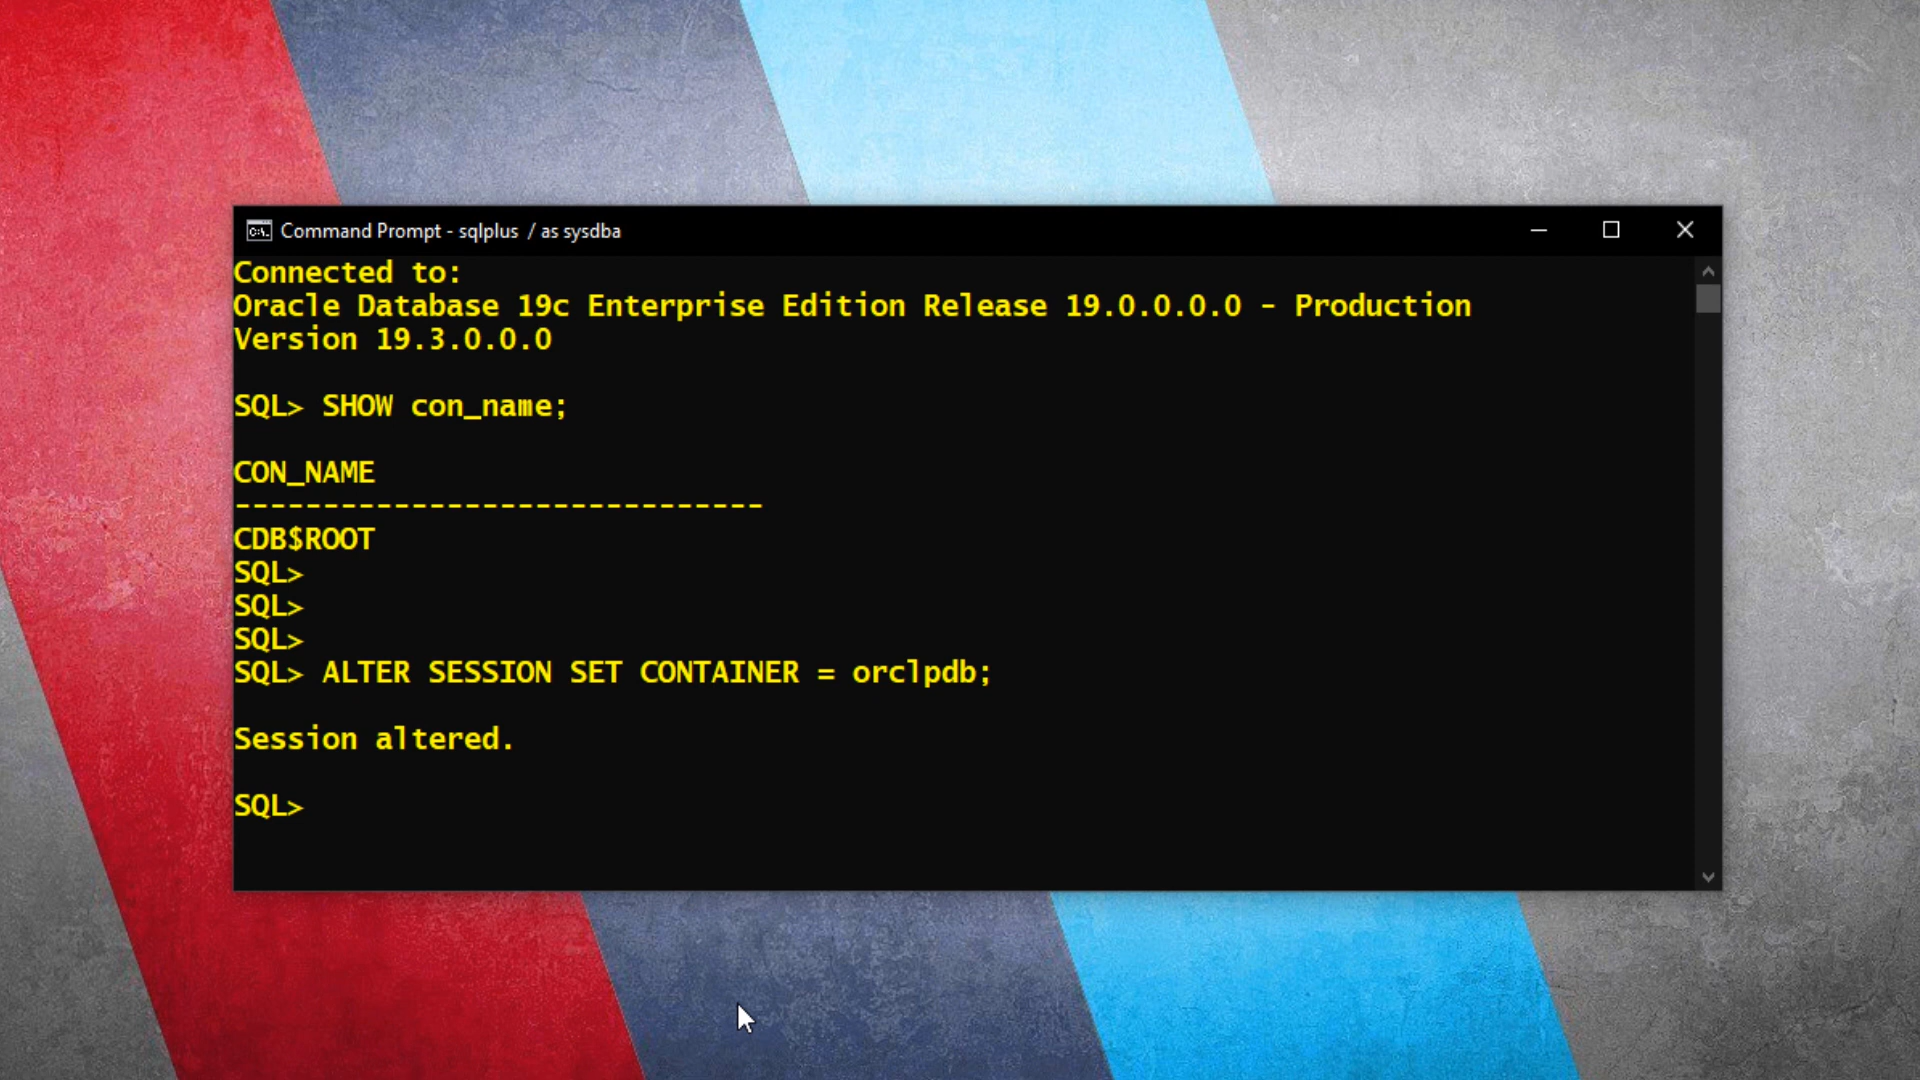 Command Prompt - sqlplus / as sysdba
Connected to:
Oracle Database 19c Enterprise Edition Release 19.0.0.0.0 - Production
Version 19.3.0.0.0
SQL> SHOW con_name;
CON_NAME
------------------------------
CDB$ROOT
SQL>
SQL>
SQL>
SQL> ALTER SESSION SET CONTAINER = orclpdb;
Session altered.
SQL>